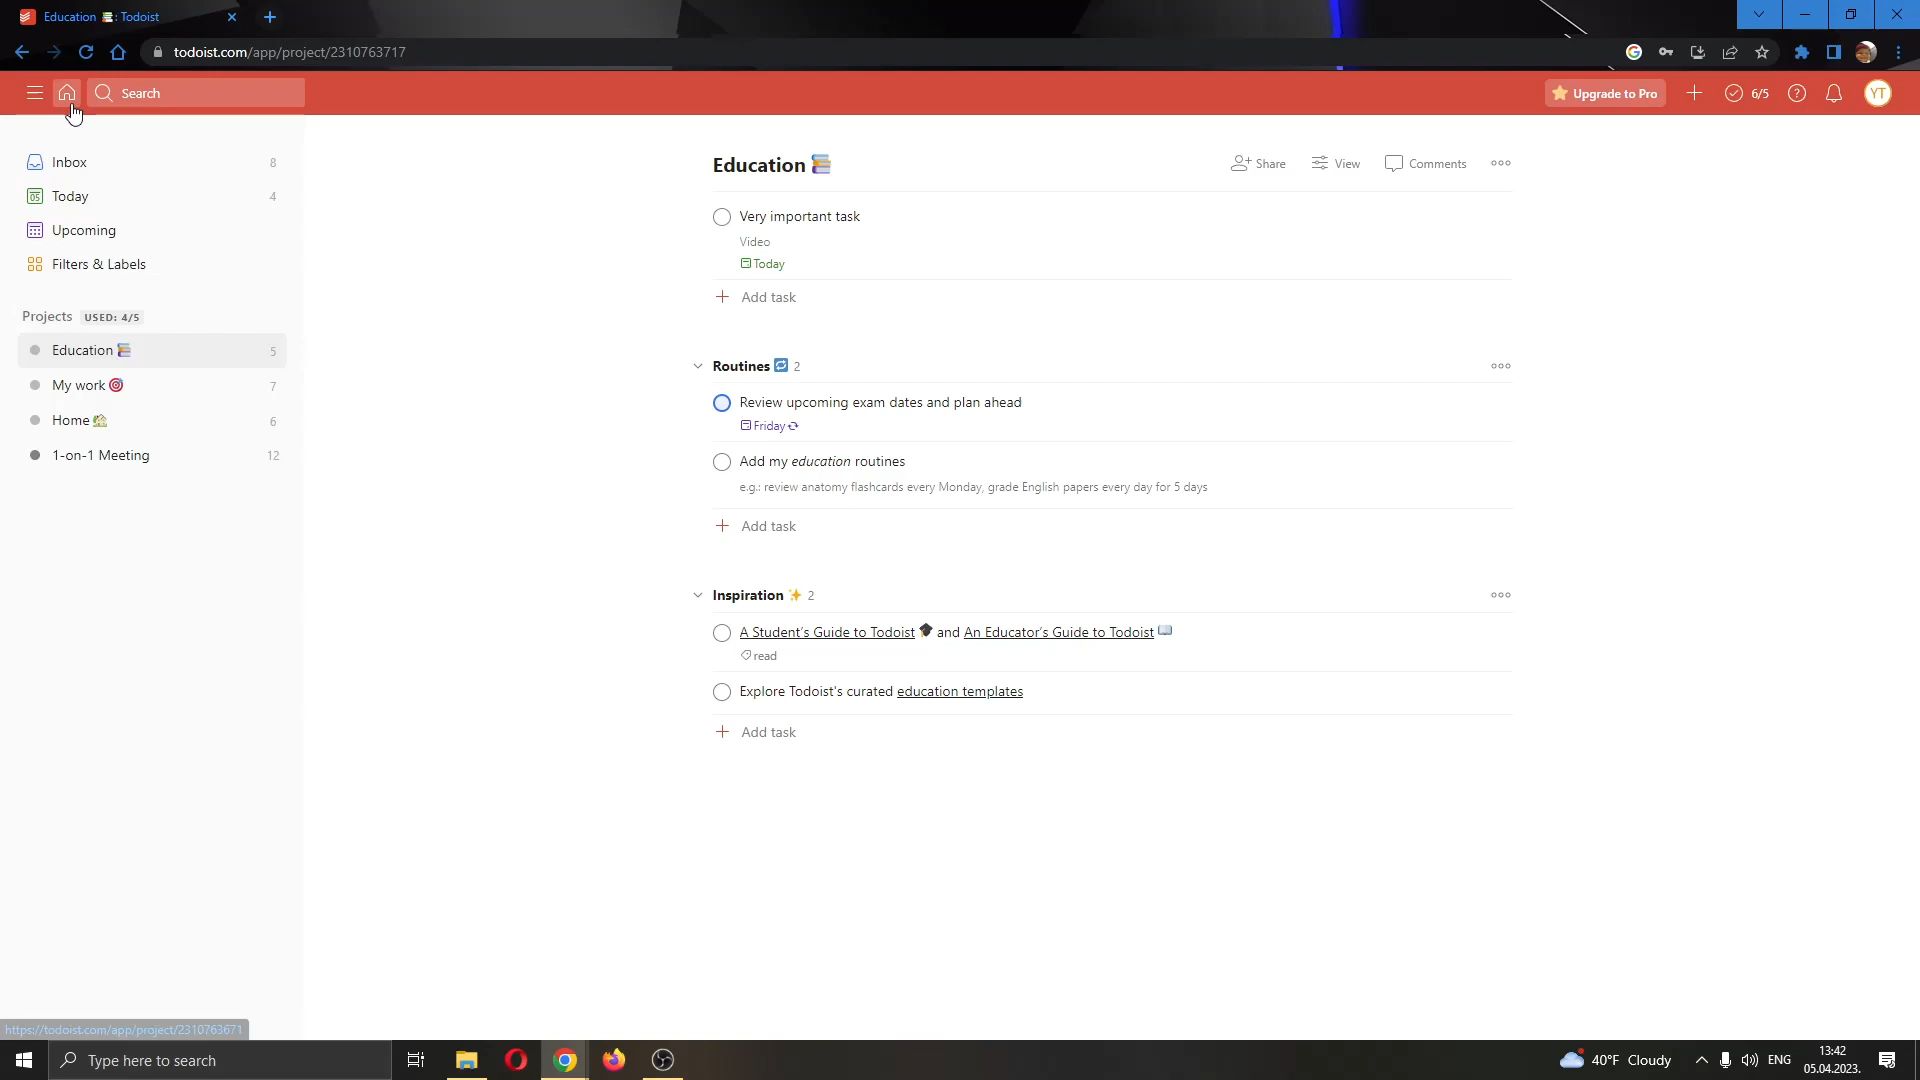 Education 📚: Todoist
todoist.com/app/project/2310763717
Search
Upgrade to Pro
6/5
YT
Inbox 8
05 Today 4
Upcoming
Filters & Labels
Projects USED: 4/5
Education 📚 5
My work 🎯 7
Home 🏡 6
1-on-1 Meeting 12
Education 📚
Share View Comments
Very important task
Video
Today
Add task
Routines 🔁 2
Review upcoming exam dates and plan ahead
Friday
Add my education routines
e.g.: review anatomy flashcards every Monday, grade English papers every day for 5 days
Add task
Inspiration ✨ 2
A Student's Guide to Todoist 🎓 and An Educator's Guide to Todoist 📖
read
Explore Todoist's curated education templates
Add task
https://todoist.com/app/project/2310763671
Type here to search
40°F Cloudy
ENG
13:42
05.04.2023.